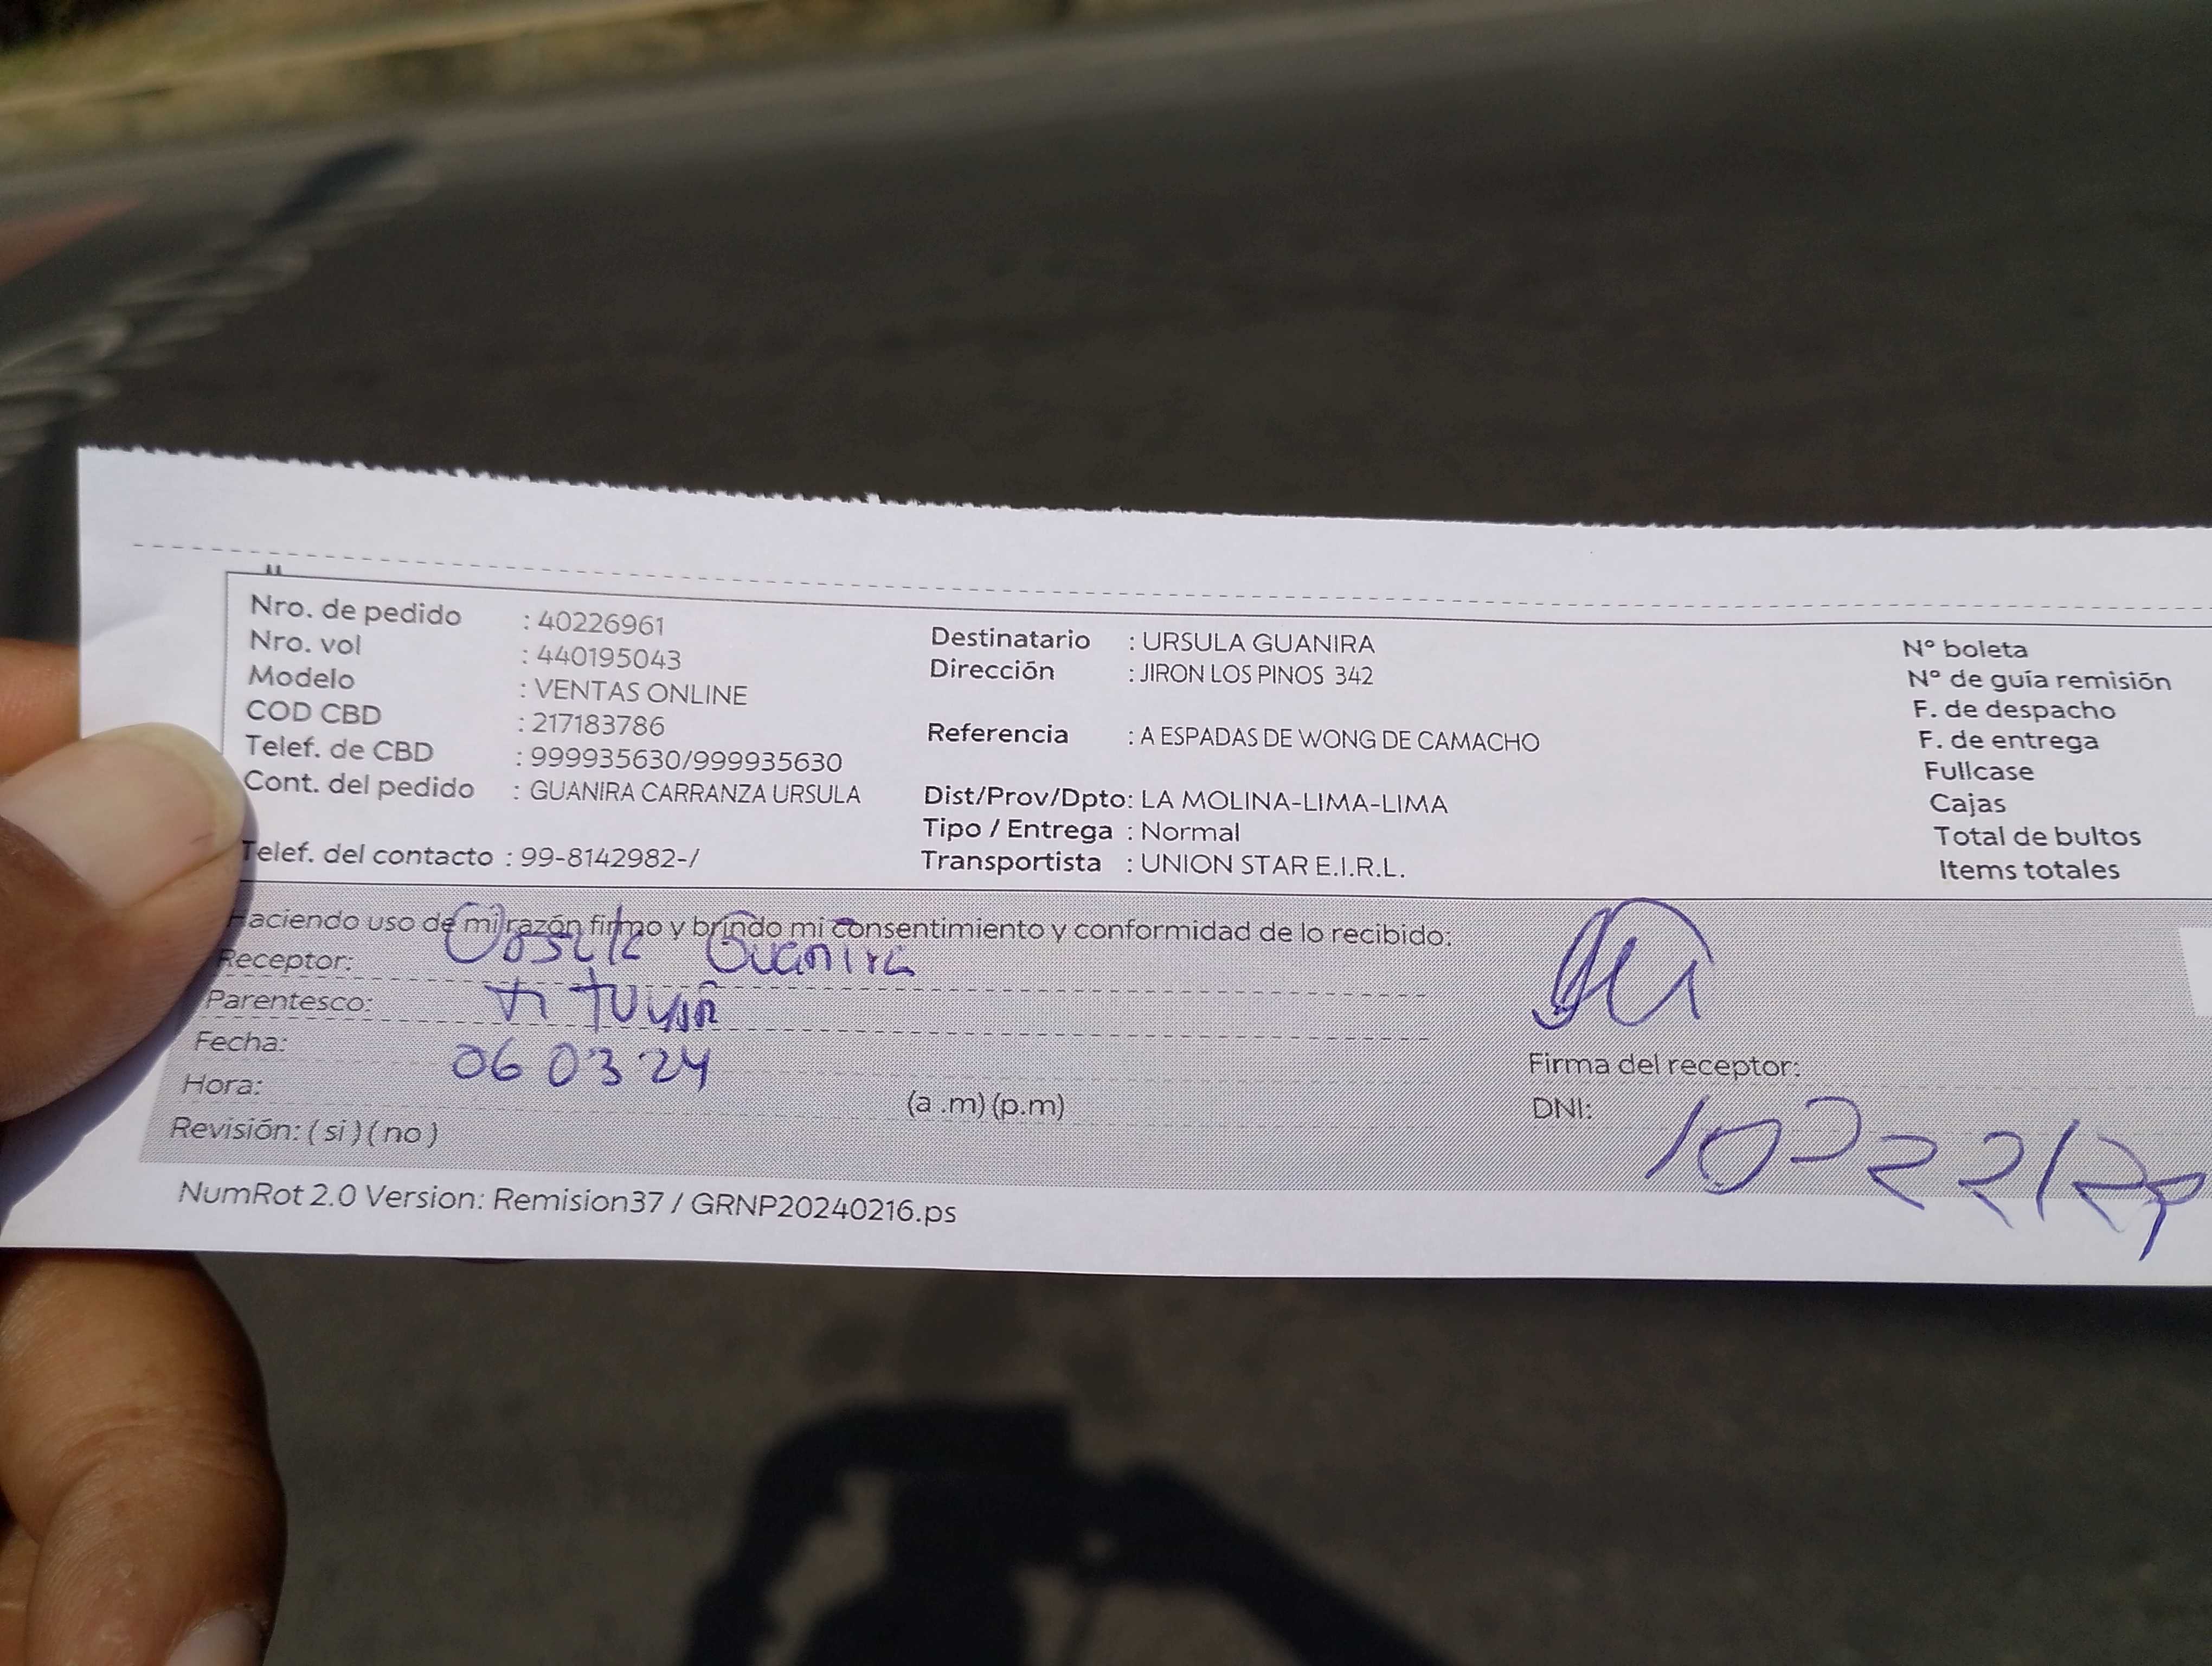 Nro. de pedido : 40226961
Nro. vol : 440195043
Modelo : VENTAS ONLINE
COD CBD : 217183786
Telef. de CBD : 999935630/999935630
Cont. del pedido : GUANIRA CARRANZA URSULA
Telef. del contacto : 99-8142982-/
Destinatario : URSULA GUANIRA
Dirección : JIRON LOS PINOS 342
Referencia : A ESPADAS DE WONG DE CAMACHO
Dist/Prov/Dpto: LA MOLINA-LIMA-LIMA
Tipo / Entrega : Normal
Transportista : UNION STAR E.I.R.L.
N° boleta
N° de guía remisión
F. de despacho
F. de entrega
Fullcase
Cajas
Total de bultos
Items totales
Haciendo uso de mi razón firmo y brindo mi consentimiento y conformidad de lo recibido:
Receptor: Ursula Guanira
Parentesco:
Fecha: 06 03 24
Hora: (a .m) (p.m)
Revisión: ( si ) ( no )
Firma del receptor:
DNI:
NumRot 2.0 Version: Remision37 / GRNP20240216.ps